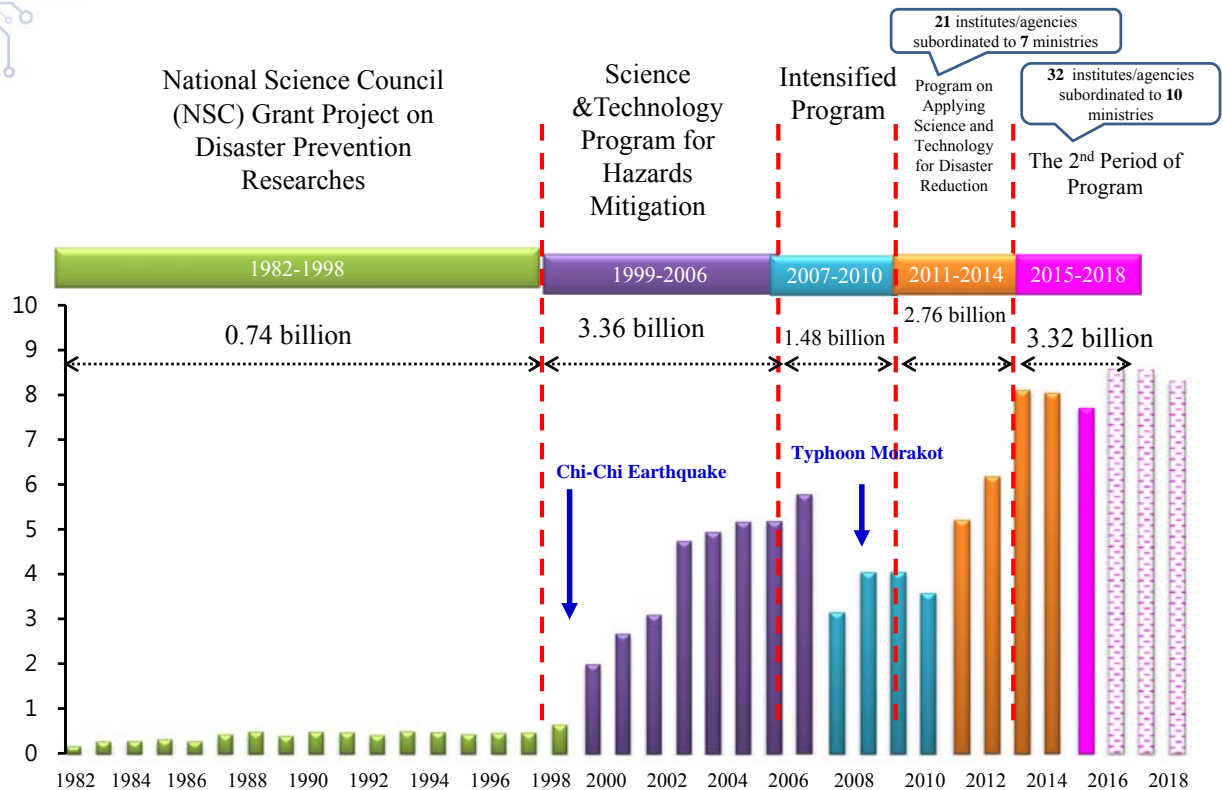 21 institutes/agencies
subordinated to 7 ministries
32 institutes/agencies
subordinated to 10
ministries
National Science Council
(NSC) Grant Project on
Disaster Prevention
Researches
Science
&Technology
Program for
Hazards
Mitigation
Intensified
Program
Program on
Applying
Science and
Technology
for Disaster
Reduction
The 2nd Period of
Program
1982-1998
1999-2006
2007-2010
2011-2014
2015-2018
0.74 billion
3.36 billion
1.48 billion
2.76 billion
3.32 billion
Chi-Chi Earthquake
Typhoon Morakot
10
9
8
7
6
5
4
3
2
1
0
1982 1984 1986 1988 1990 1992 1994 1996 1998 2000 2002 2004 2006 2008 2010 2012 2014 2016 2018